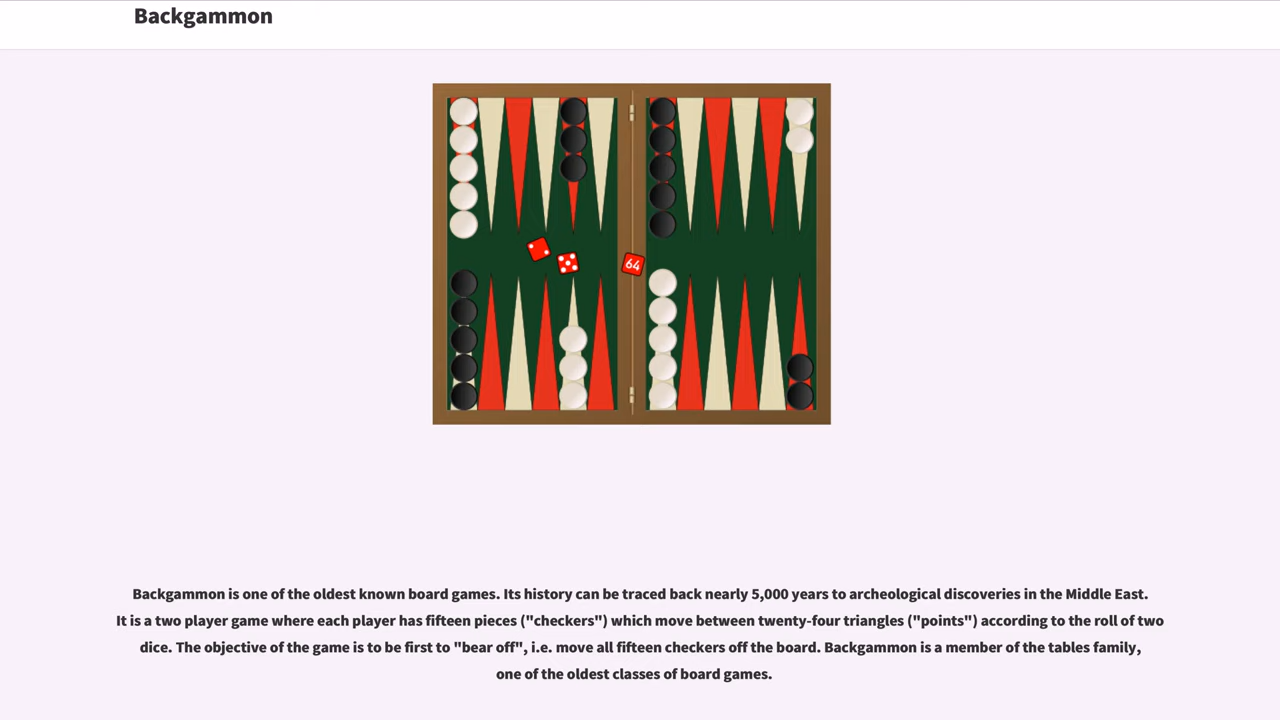 Backgammon
64
Backgammon is one of the oldest known board games. Its history can be traced back nearly 5,000 years to archeological discoveries in the Middle East.
It is a two player game where each player has fifteen pieces ("checkers") which move between twenty-four triangles ("points") according to the roll of two
dice. The objective of the game is to be first to "bear off", i.e. move all fifteen checkers off the board. Backgammon is a member of the tables family,
one of the oldest classes of board games.